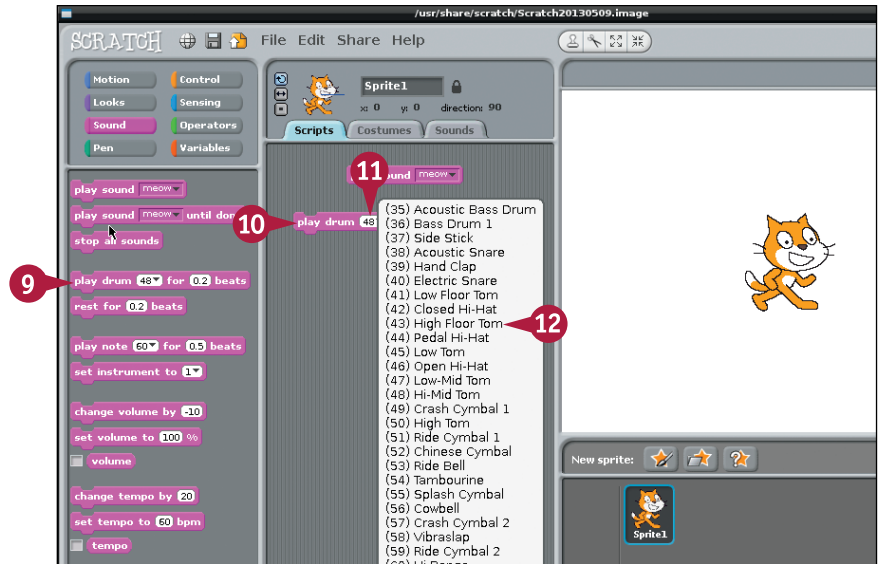 /usr/share/scratch/Scratch20130509.image
SCRATCH File Edit Share Help
Motion Control
Looks Sensing
Sound Operators
Pen Variables
Sprite1
x: 0 y: 0 direction: 90
Scripts Costumes Sounds
play sound meow
play sound meow until don
stop all sounds
play drum 48 for 0.2 beats
rest for 0.2 beats
play note 60 for 0.5 beats
set instrument to 1
change volume by -10
set volume to 100 %
volume
change tempo by 20
set tempo to 60 bpm
tempo
9
10
11
12
ound meow
play drum 48
(35) Acoustic Bass Drum
(36) Bass Drum 1
(37) Side Stick
(38) Acoustic Snare
(39) Hand Clap
(40) Electric Snare
(41) Low Floor Tom
(42) Closed Hi-Hat
(43) High Floor Tom
(44) Pedal Hi-Hat
(45) Low Tom
(46) Open Hi-Hat
(47) Low-Mid Tom
(48) Hi-Mid Tom
(49) Crash Cymbal 1
(50) High Tom
(51) Ride Cymbal 1
(52) Chinese Cymbal
(53) Ride Bell
(54) Tambourine
(55) Splash Cymbal
(56) Cowbell
(57) Crash Cymbal 2
(58) Vibraslap
(59) Ride Cymbal 2
New sprite:
Sprite1